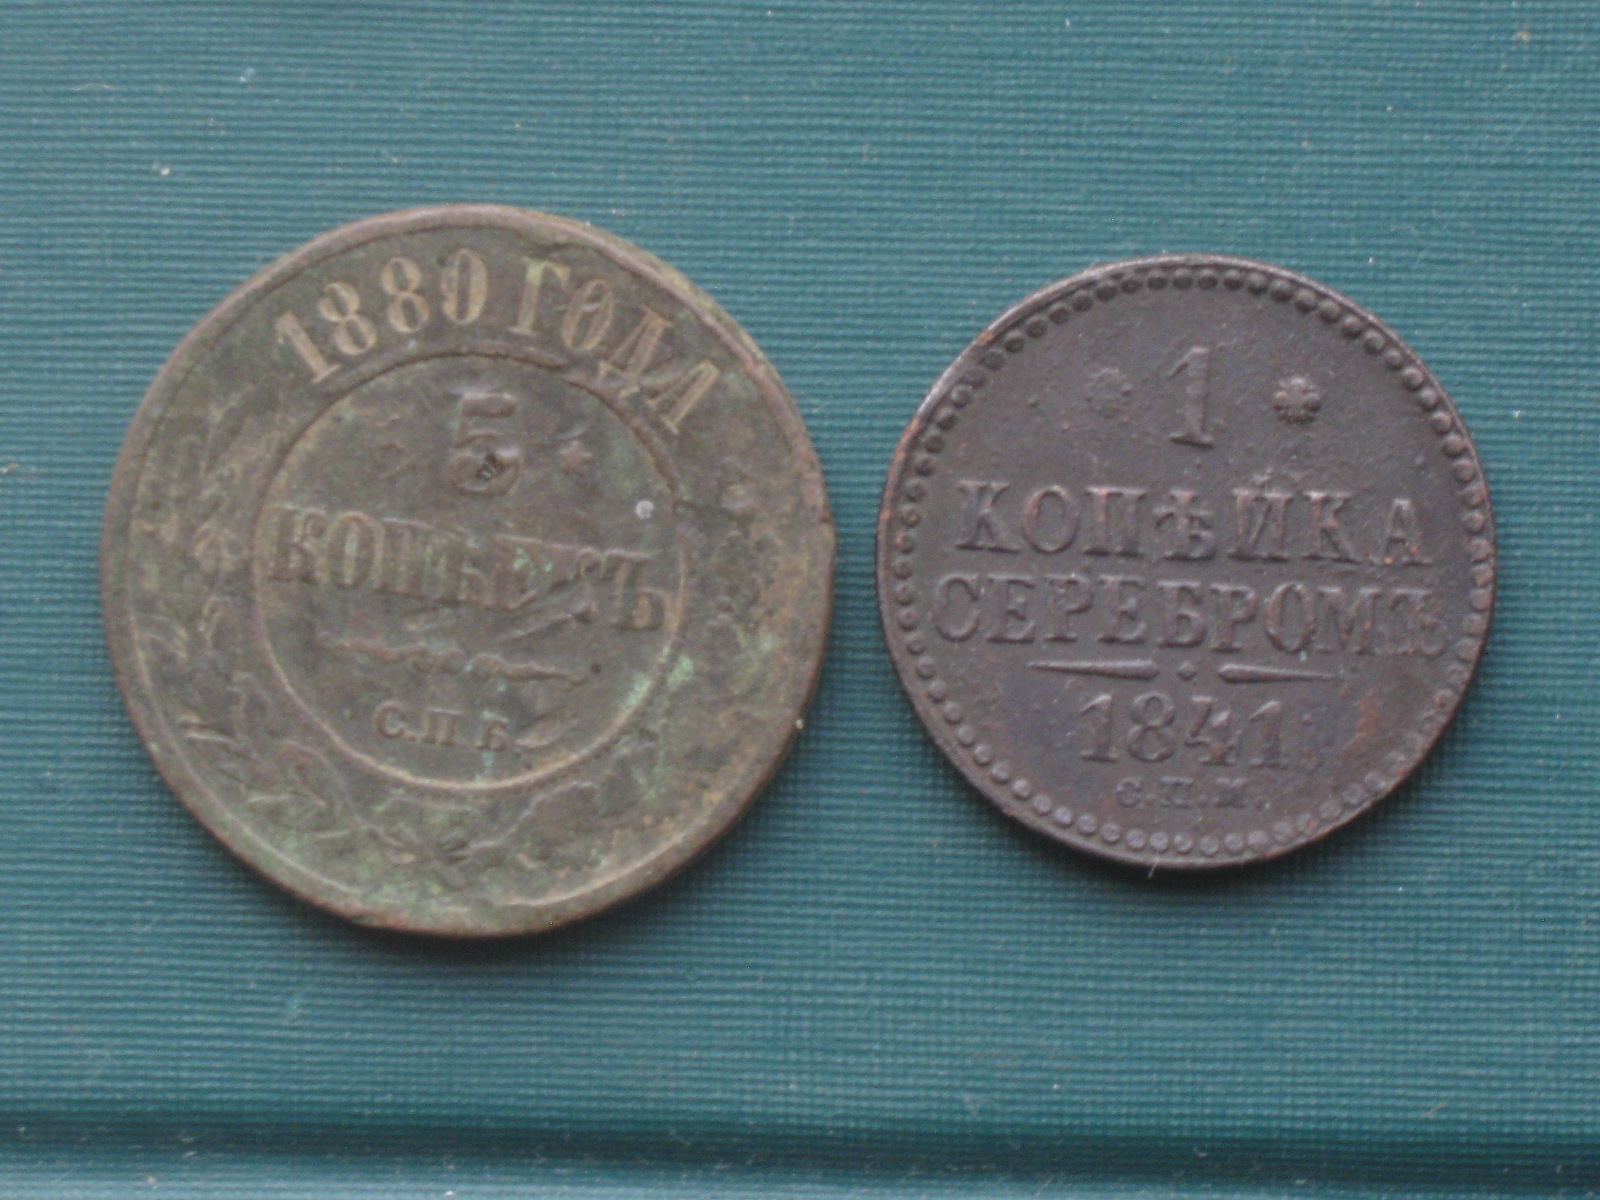 1880 ГОДА
5
КОПѢЕКЪ
С.П.Б.
1
КОПѢЙКА
СЕРЕБРОМЪ
1841
С.П.М.